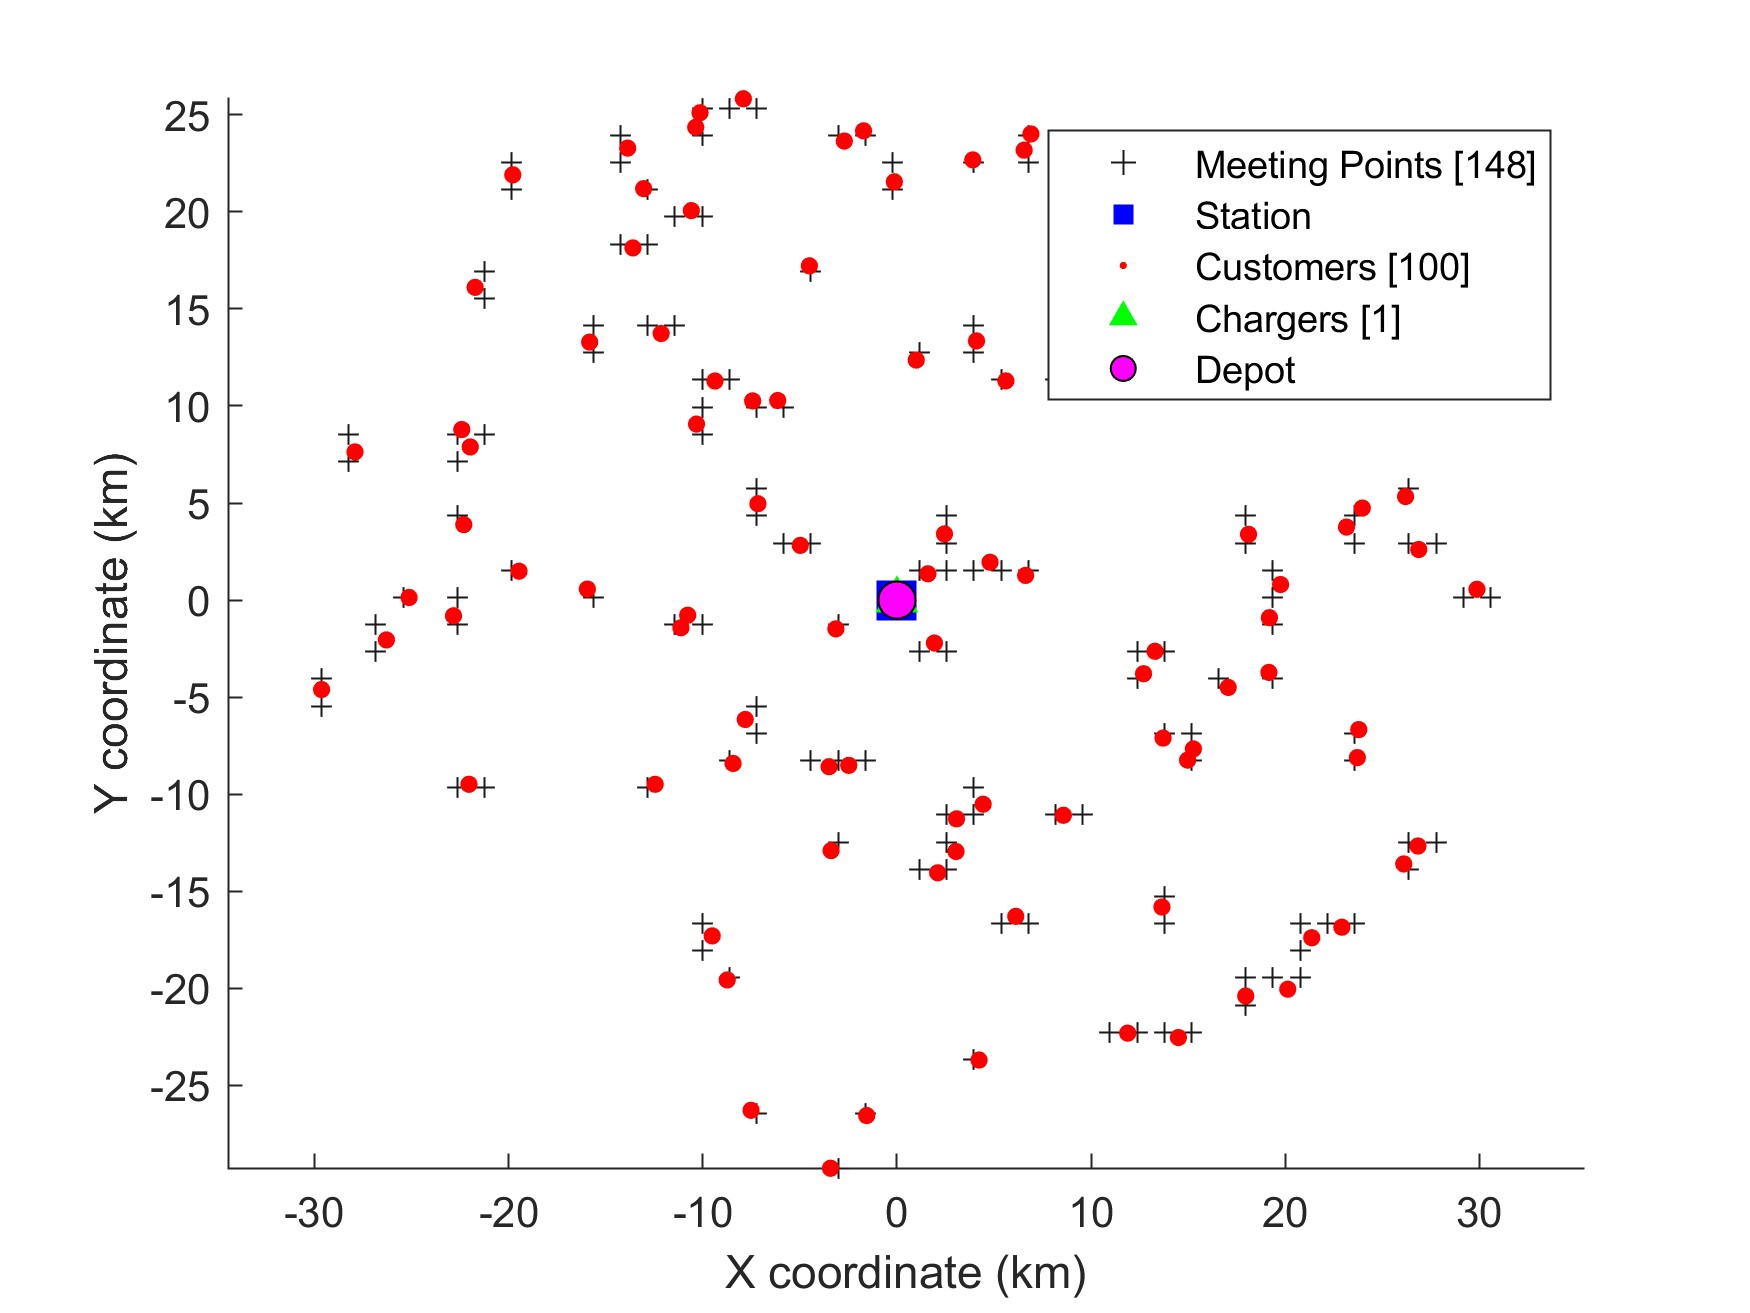 25
20
15
10
5
0
-5
-10
-15
-20
-25
Y coordinate (km)
Meeting Points [148]
Station
Customers [100]
Chargers [1]
Depot
-30 -20 -10 0 10 20 30
X coordinate (km)